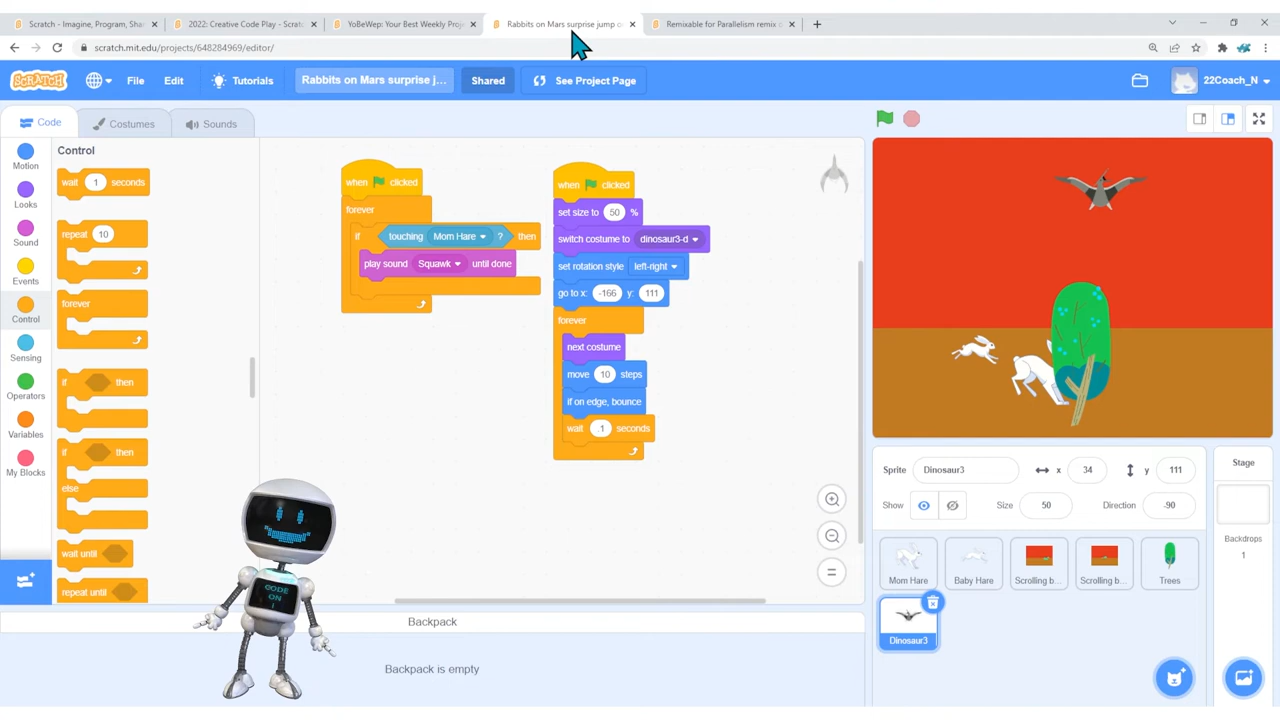 Scratch - Imagine, Program, Sha
2022: Creative Code Play - Scratc
YoBeWep: Your Best Weekly Proje
Rabbits on Mars surprise jump o
Remixable for Parallelism remix o
scratch.mit.edu/projects/648284969/editor/
SCRATCH
File
Edit
Tutorials
Rabbits on Mars surprise j...
Shared
See Project Page
22Coach_N
Code
Costumes
Sounds
Motion
Looks
Sound
Events
Control
Sensing
Operators
Variables
My Blocks
Control
wait 1 seconds
repeat 10
forever
if then
if then
else
wait until
repeat until
when clicked
forever
if touching Mom Hare ? then
play sound Squawk until done
when clicked
set size to 50 %
switch costume to dinosaur3-d
set rotation style left-right
go to x: -166 y: 111
forever
next costume
move 10 steps
if on edge, bounce
wait .1 seconds
CODE
ON
!
Backpack
Backpack is empty
Sprite Dinosaur3 x 34 y 111
Show Size 50 Direction -90
Mom Hare
Baby Hare
Scrolling b...
Scrolling b...
Trees
Dinosaur3
Stage
Backdrops
1